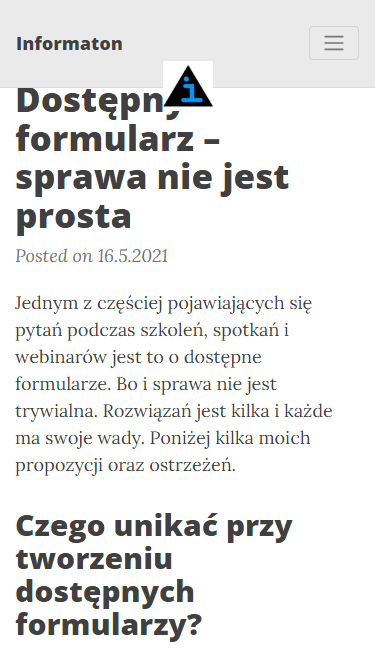 Informaton
Dostępny
formularz –
sprawa nie jest
prosta
Posted on 16.5.2021
Jednym z częściej pojawiających się
pytań podczas szkoleń, spotkań i
webinarów jest to o dostępne
formularze. Bo i sprawa nie jest
trywialna. Rozwiązań jest kilka i każde
ma swoje wady. Poniżej kilka moich
propozycji oraz ostrzeżeń.
Czego unikać przy
tworzeniu
dostępnych
formularzy?